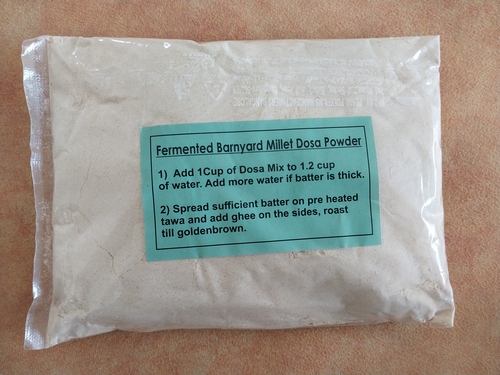 Fermented Barnyard Millet Dosa Powder
1) Add 1Cup of Dosa Mix to 1.2 cup
of water. Add more water if batter is thick.
2) Spread sufficient batter on pre heated
tawa and add ghee on the sides, roast
till goldenbrown.